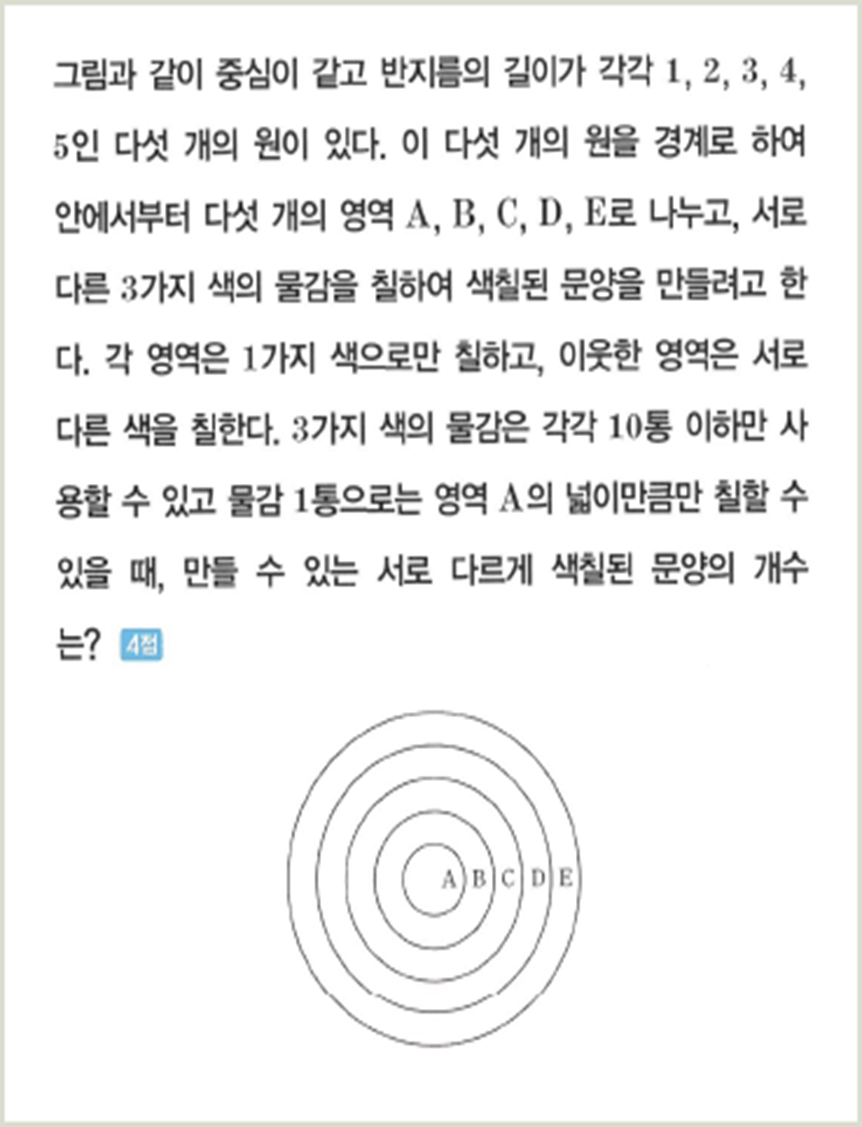 그림과 같이 중심이 같고 반지름의 길이가 각각 1, 2, 3, 4,
5인 다섯 개의 원이 있다. 이 다섯 개의 원을 경계로 하여
안에서부터 다섯 개의 영역 A, B, C, D, E로 나누고, 서로
다른 3가지 색의 물감을 칠하여 색칠된 문양을 만들려고 한
다. 각 영역은 1가지 색으로만 칠하고, 이웃한 영역은 서로
다른 색을 칠한다. 3가지 색의 물감은 각각 10통 이하만 사
용할 수 있고 물감 1통으로는 영역 A의 넓이만큼만 칠할 수
있을 때, 만들 수 있는 서로 다르게 색칠된 문양의 개수
는? 4점
A B C D E